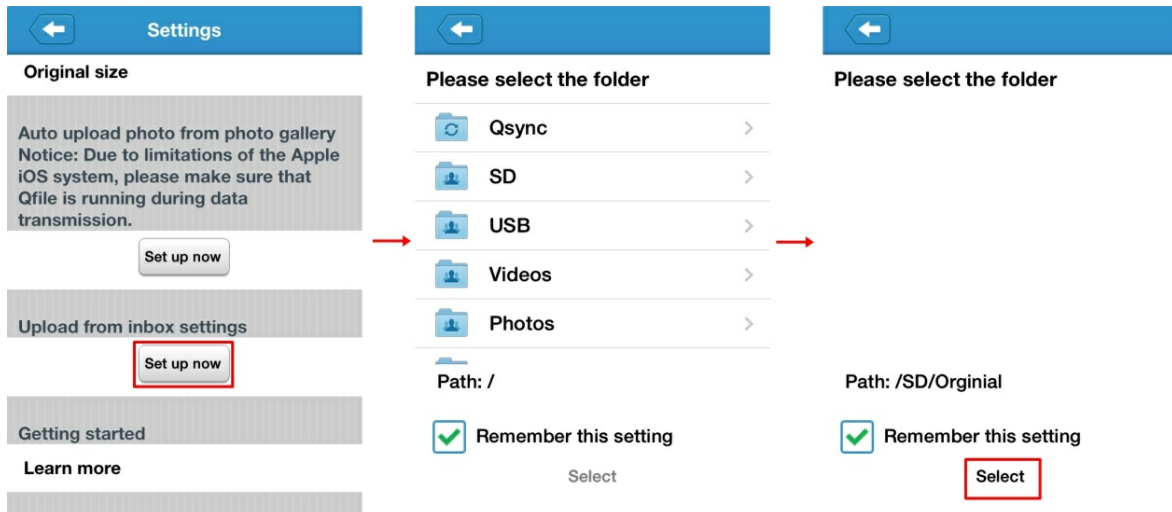 Settings
Original size
Auto upload photo from photo gallery
Notice: Due to limitations of the Apple
iOS system, please make sure that
Qfile is running during data
transmission.
Set up now
Upload from inbox settings
Set up now
Getting started
Learn more
Please select the folder
Qsync
SD
USB
Videos
Photos
Path: /
Remember this setting
Select
Please select the folder
Path: /SD/Orginial
Remember this setting
Select